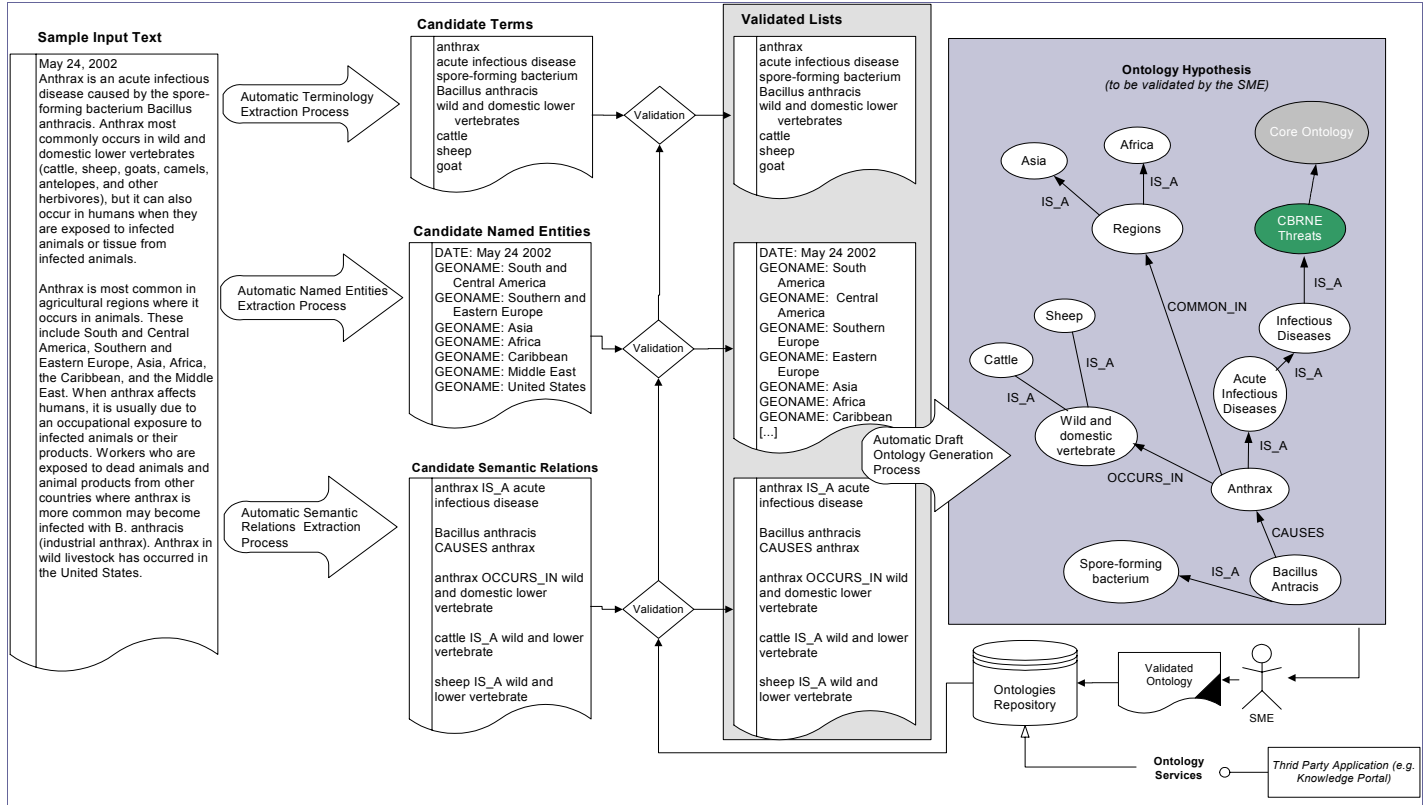 Sample Input Text
May 24, 2002
Anthrax is an acute infectious
disease caused by the spore-
forming bacterium Bacillus
anthracis. Anthrax most
commonly occurs in wild and
domestic lower vertebrates
(cattle, sheep, goats, camels,
antelopes, and other
herbivores), but it can also
occur in humans when they
are exposed to infected
animals or tissue from
infected animals.
Anthrax is most common in
agricultural regions where it
occurs in animals. These
include South and Central
America, Southern and
Eastern Europe, Asia, Africa,
the Caribbean, and the Middle
East. When anthrax affects
humans, it is usually due to
an occupational exposure to
infected animals or their
products. Workers who are
exposed to dead animals and
animal products from other
countries where anthrax is
more common may become
infected with B. anthracis
(industrial anthrax). Anthrax in
wild livestock has occurred in
the United States.
Automatic Terminology
Extraction Process
Automatic Named Entities
Extraction Process
Automatic Semantic
Relations Extraction
Process
Candidate Terms
anthrax
acute infectious disease
spore-forming bacterium
Bacillus anthracis
wild and domestic lower
vertebrates
cattle
sheep
goat
Candidate Named Entities
DATE: May 24 2002
GEONAME: South and
Central America
GEONAME: Southern and
Eastern Europe
GEONAME: Asia
GEONAME: Africa
GEONAME: Caribbean
GEONAME: Middle East
GEONAME: United States
Candidate Semantic Relations
anthrax IS_A acute
infectious disease
Bacillus anthracis
CAUSES anthrax
anthrax OCCURS_IN wild
and domestic lower
vertebrate
cattle IS_A wild and lower
vertebrate
sheep IS_A wild and
lower vertebrate
Validation
Validation
Validation
Validated Lists
anthrax
acute infectious disease
spore-forming bacterium
Bacillus anthracis
wild and domestic lower
vertebrates
cattle
sheep
goat
DATE: May 24 2002
GEONAME: South
America
GEONAME: Central
America
GEONAME: Southern
Europe
GEONAME: Eastern
Europe
GEONAME: Asia
GEONAME: Africa
GEONAME: Caribbean
[...]
anthrax IS_A acute
infectious disease
Bacillus anthracis
CAUSES anthrax
anthrax OCCURS_IN wild
and domestic lower
vertebrate
cattle IS_A wild and lower
vertebrate
sheep IS_A wild and
lower vertebrate
Automatic Draft
Ontology Generation
Process
Ontology Hypothesis
(to be validated by the SME)
Core Ontology
Africa
Asia
IS_A
IS_A
Regions
CBRNE
Threats
IS_A
COMMON_IN
Sheep
Infectious
Diseases
Cattle
IS_A
IS_A
IS_A
Acute
Infectious
Diseases
Wild and
domestic
vertebrate
IS_A
OCCURS_IN
Anthrax
CAUSES
Spore-forming
bacterium
IS_A
Bacillus
Antracis
Ontologies
Repository
Validated
Ontology
SME
Ontology
Services
Thrid Party Application (e.g.
Knowledge Portal)